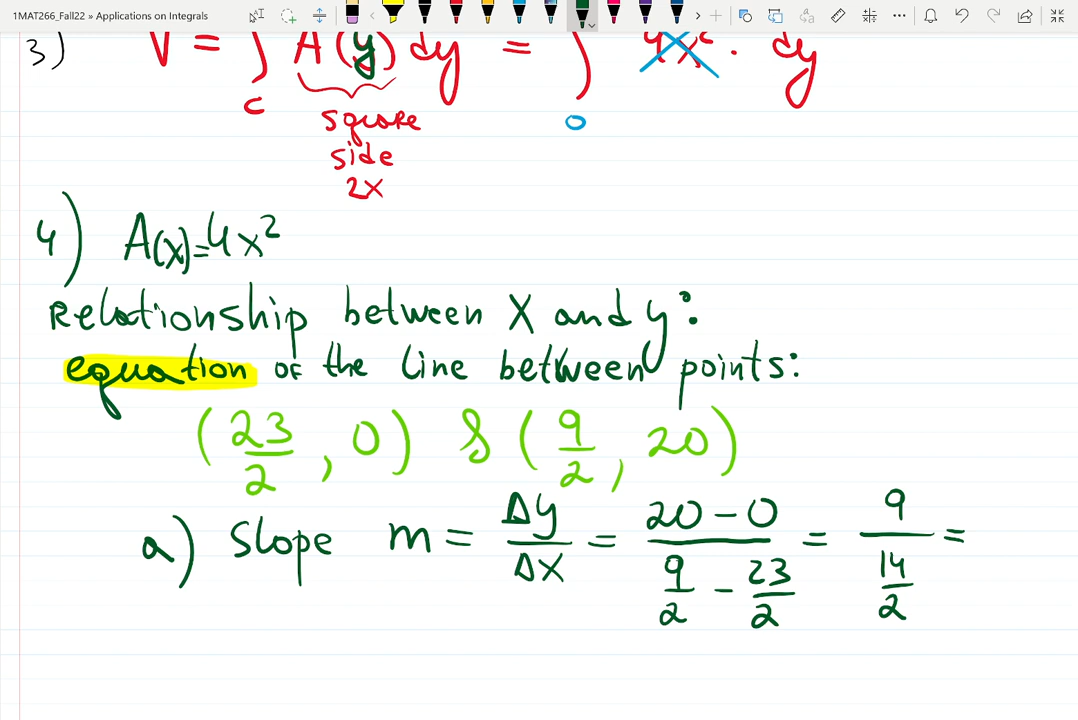 1MAT266_Fall22 » Applications on Integrals
3) V = ∫ A(y) dy = ∫ 4x² · dy
c 0
square
side
2x
4) A(x)=4x²
Relationship between X and y:
equation of the line between points:
(23/2, 0) & (9/2, 20)
a) Slope m = Δy/Δx = (20 - 0)/(9/2 - 23/2) = 9/(14/2) =